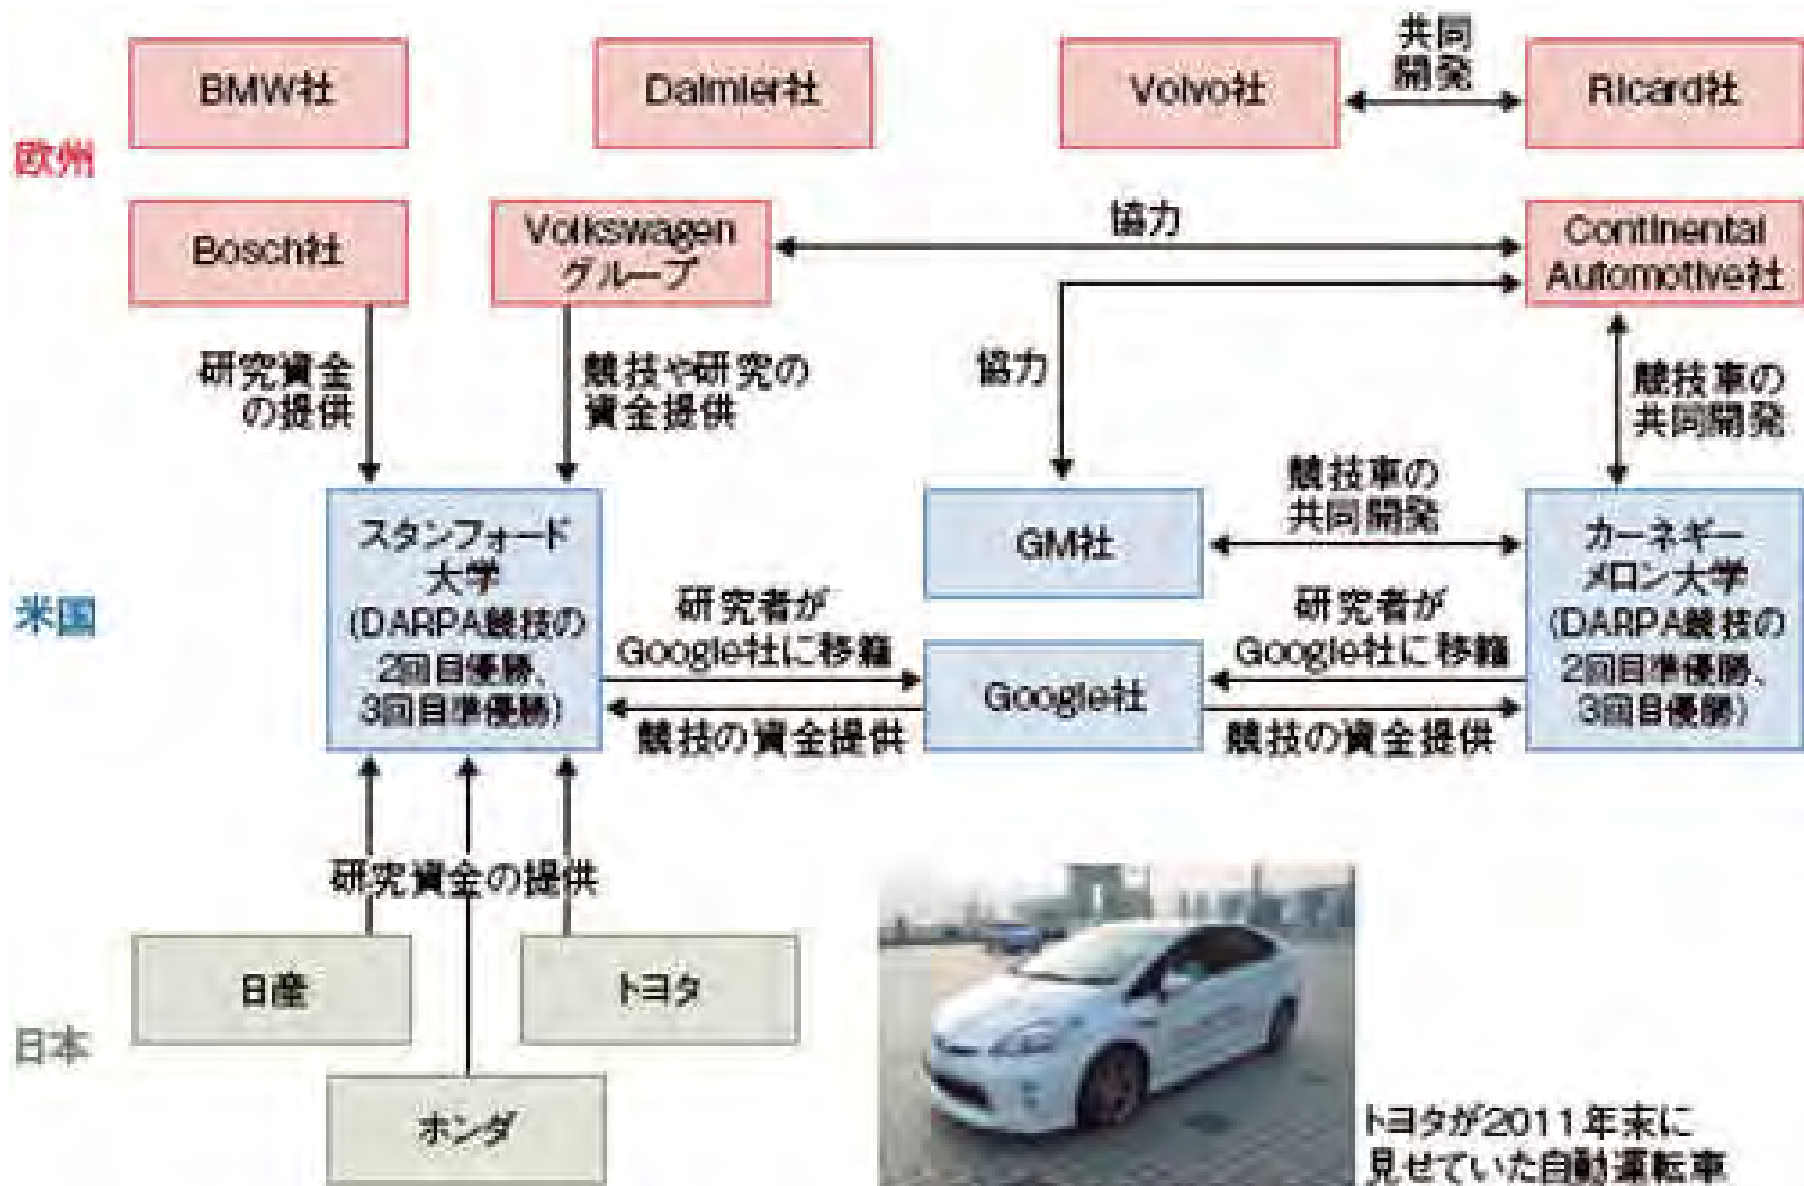 BMW社
Daimler社
Volvo社
共同
開発
Ricard社
欧州
Bosch社
Volkswagen
グループ
協力
Continental
Automotive社
研究資金
の提供
競技や研究の
資金提供
協力
競技車の
共同開発
スタンフォード
大学
(DARPA競技の
2回目優勝、
3回目準優勝)
GM社
競技車の
共同開発
カーネギー
メロン大学
(DARPA競技の
2回目準優勝、
3回目優勝)
米国
研究者が
Google社に移籍
Google社
研究者が
Google社に移籍
競技の資金提供
競技の資金提供
研究資金の提供
日産
トヨタ
日本
ホンダ
トヨタが2011年末に
見せていた自動運転車